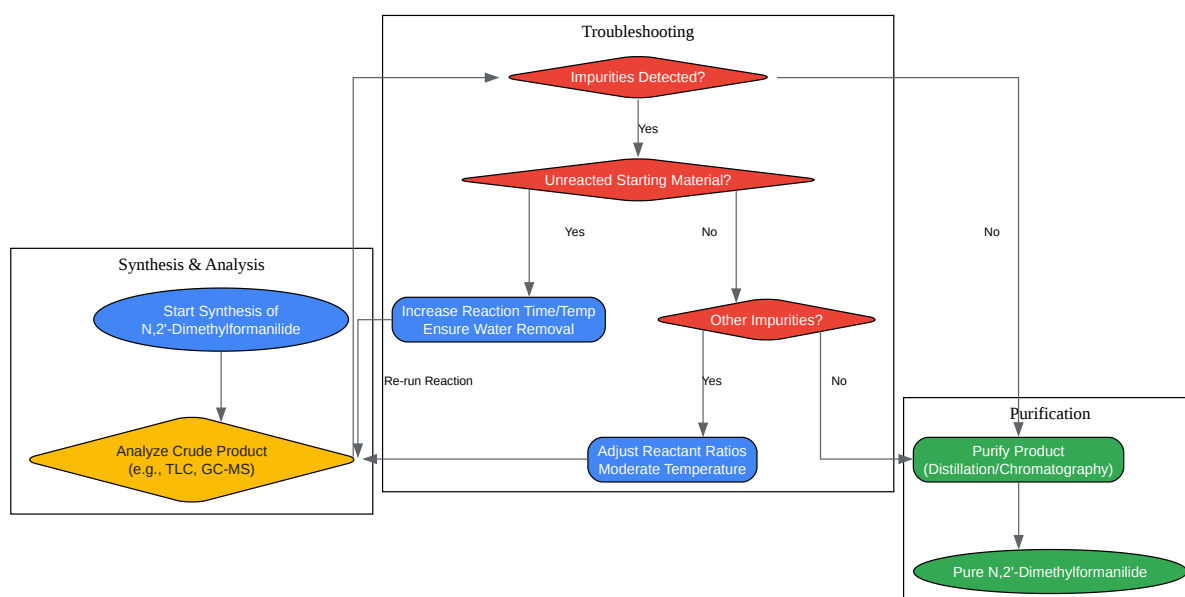 Troubleshooting
Impurities Detected?
Yes
Unreacted Starting Material?
Yes
No
No
Synthesis & Analysis
Start Synthesis of
N,2'-Dimethylformanilide
Increase Reaction Time/Temp
Ensure Water Removal
Other Impurities?
Re-run Reaction
Yes
No
Purification
Analyze Crude Product
(e.g., TLC, GC-MS)
Adjust Reactant Ratios
Moderate Temperature
Purify Product
(Distillation/Chromatography)
Pure N,2'-Dimethylformanilide